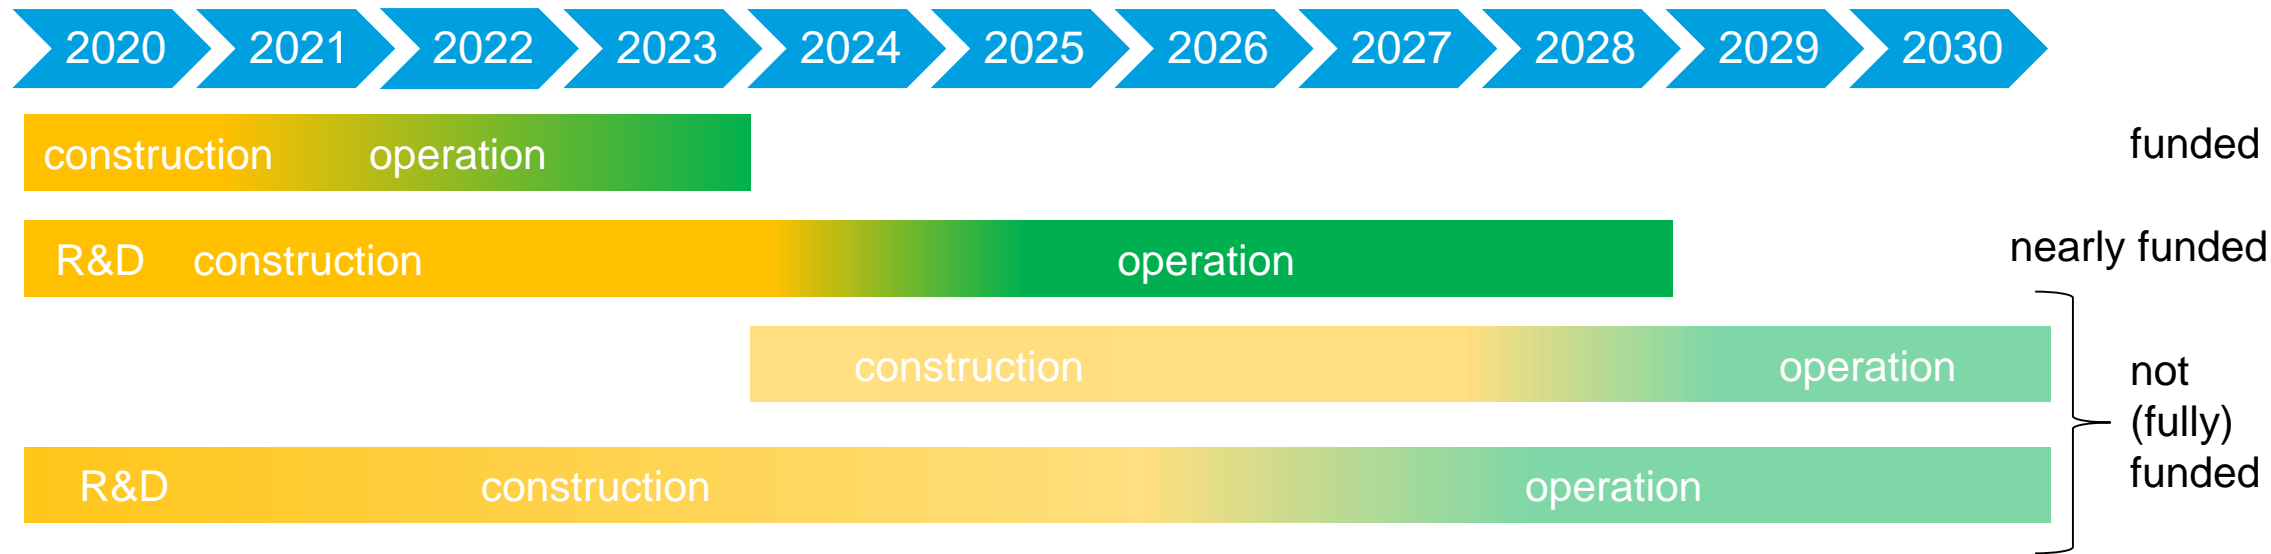 2020 2021 2022 2023 2024 2025 2026 2027 2028 2029 2030
construction operation funded
R&D construction operation nearly funded
construction operation
not
(fully)
funded
R&D construction operation